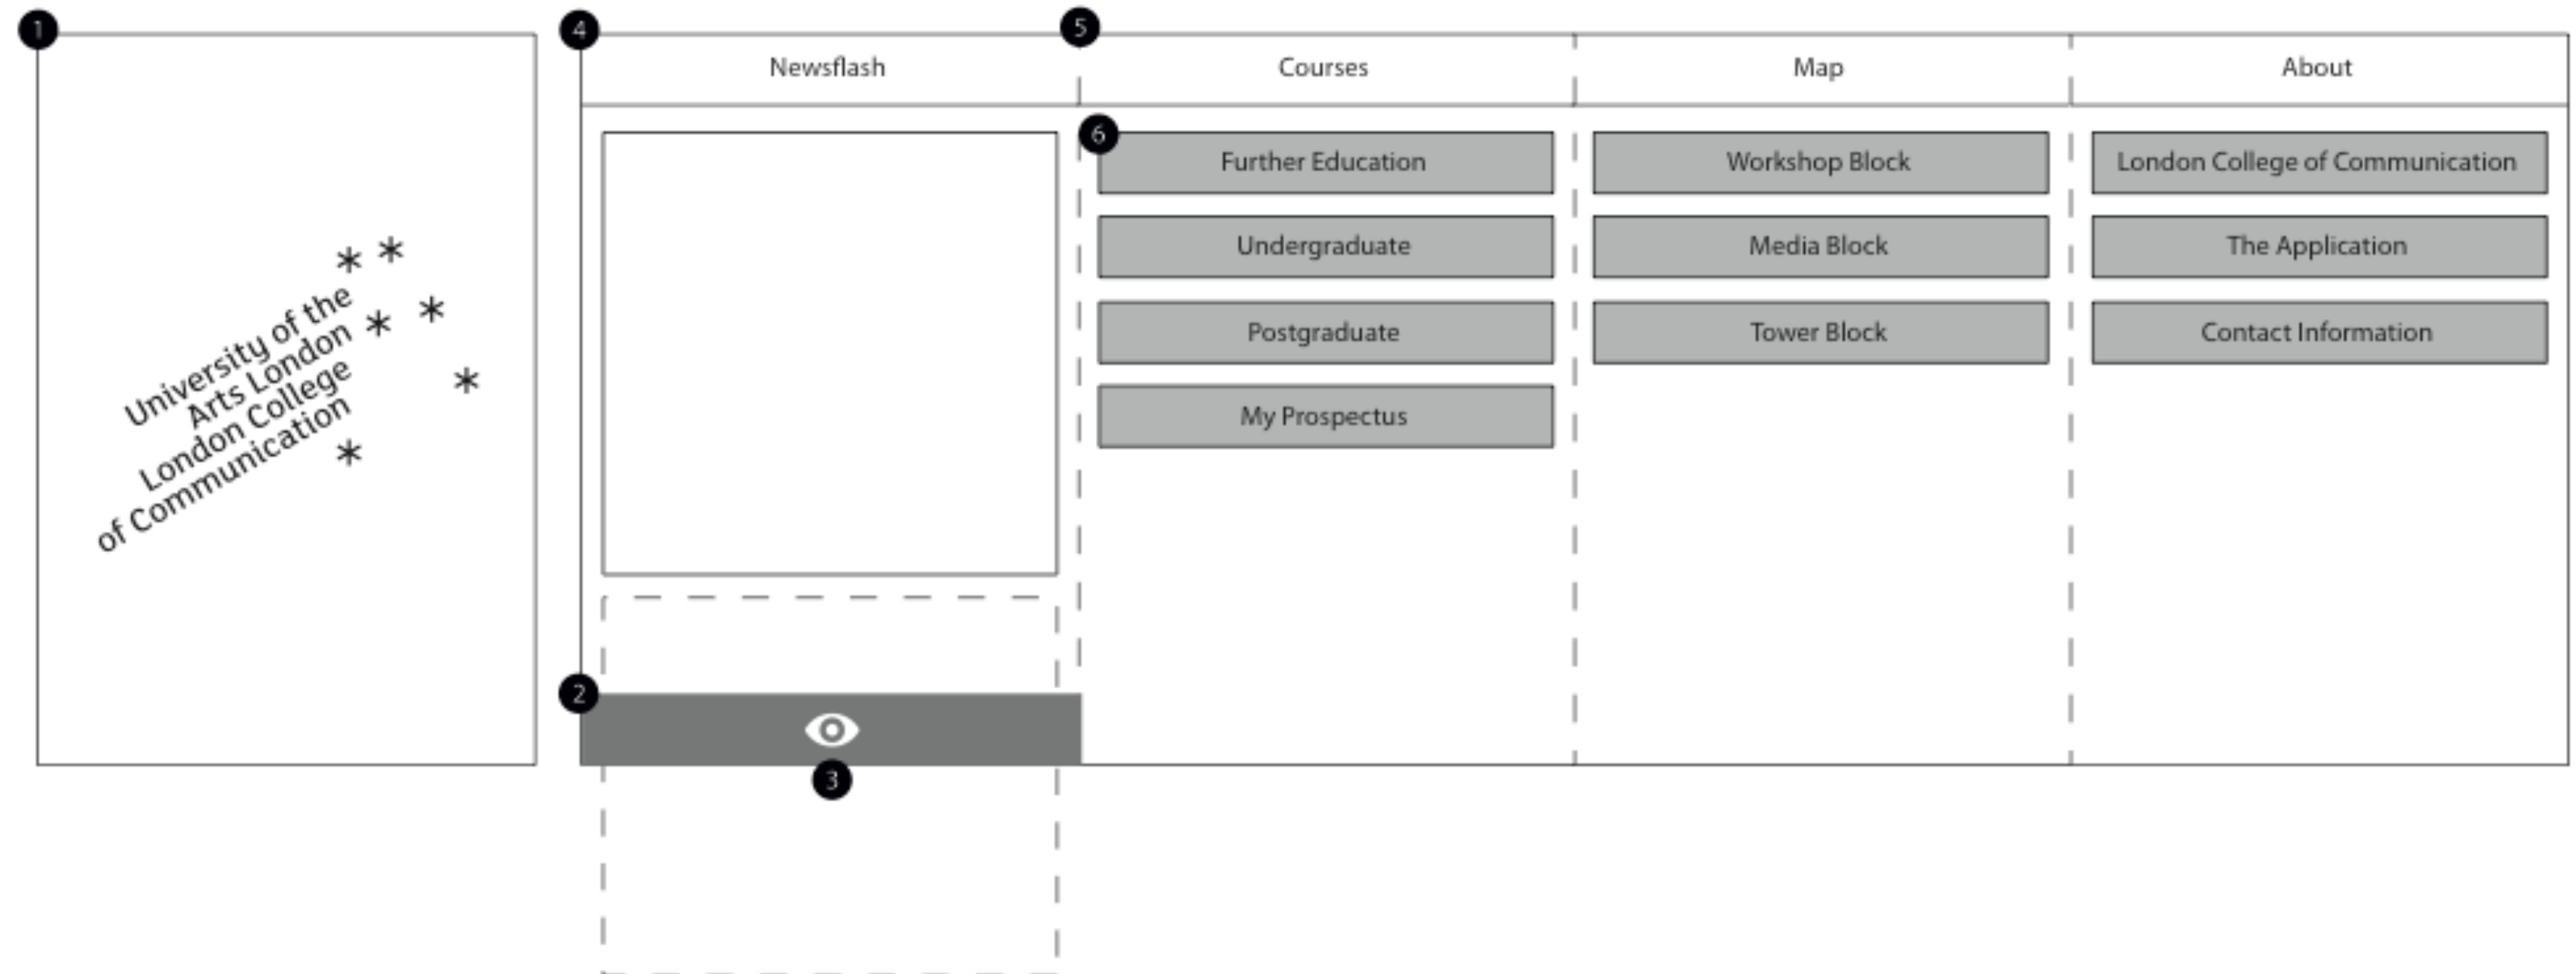 1
4
5
Newsflash
Courses
Map
About
6
Further Education
Workshop Block
London College of Communication
Undergraduate
Media Block
The Application
Postgraduate
Tower Block
Contact Information
My Prospectus
University of the
Arts London
London College
of Communication
2
3